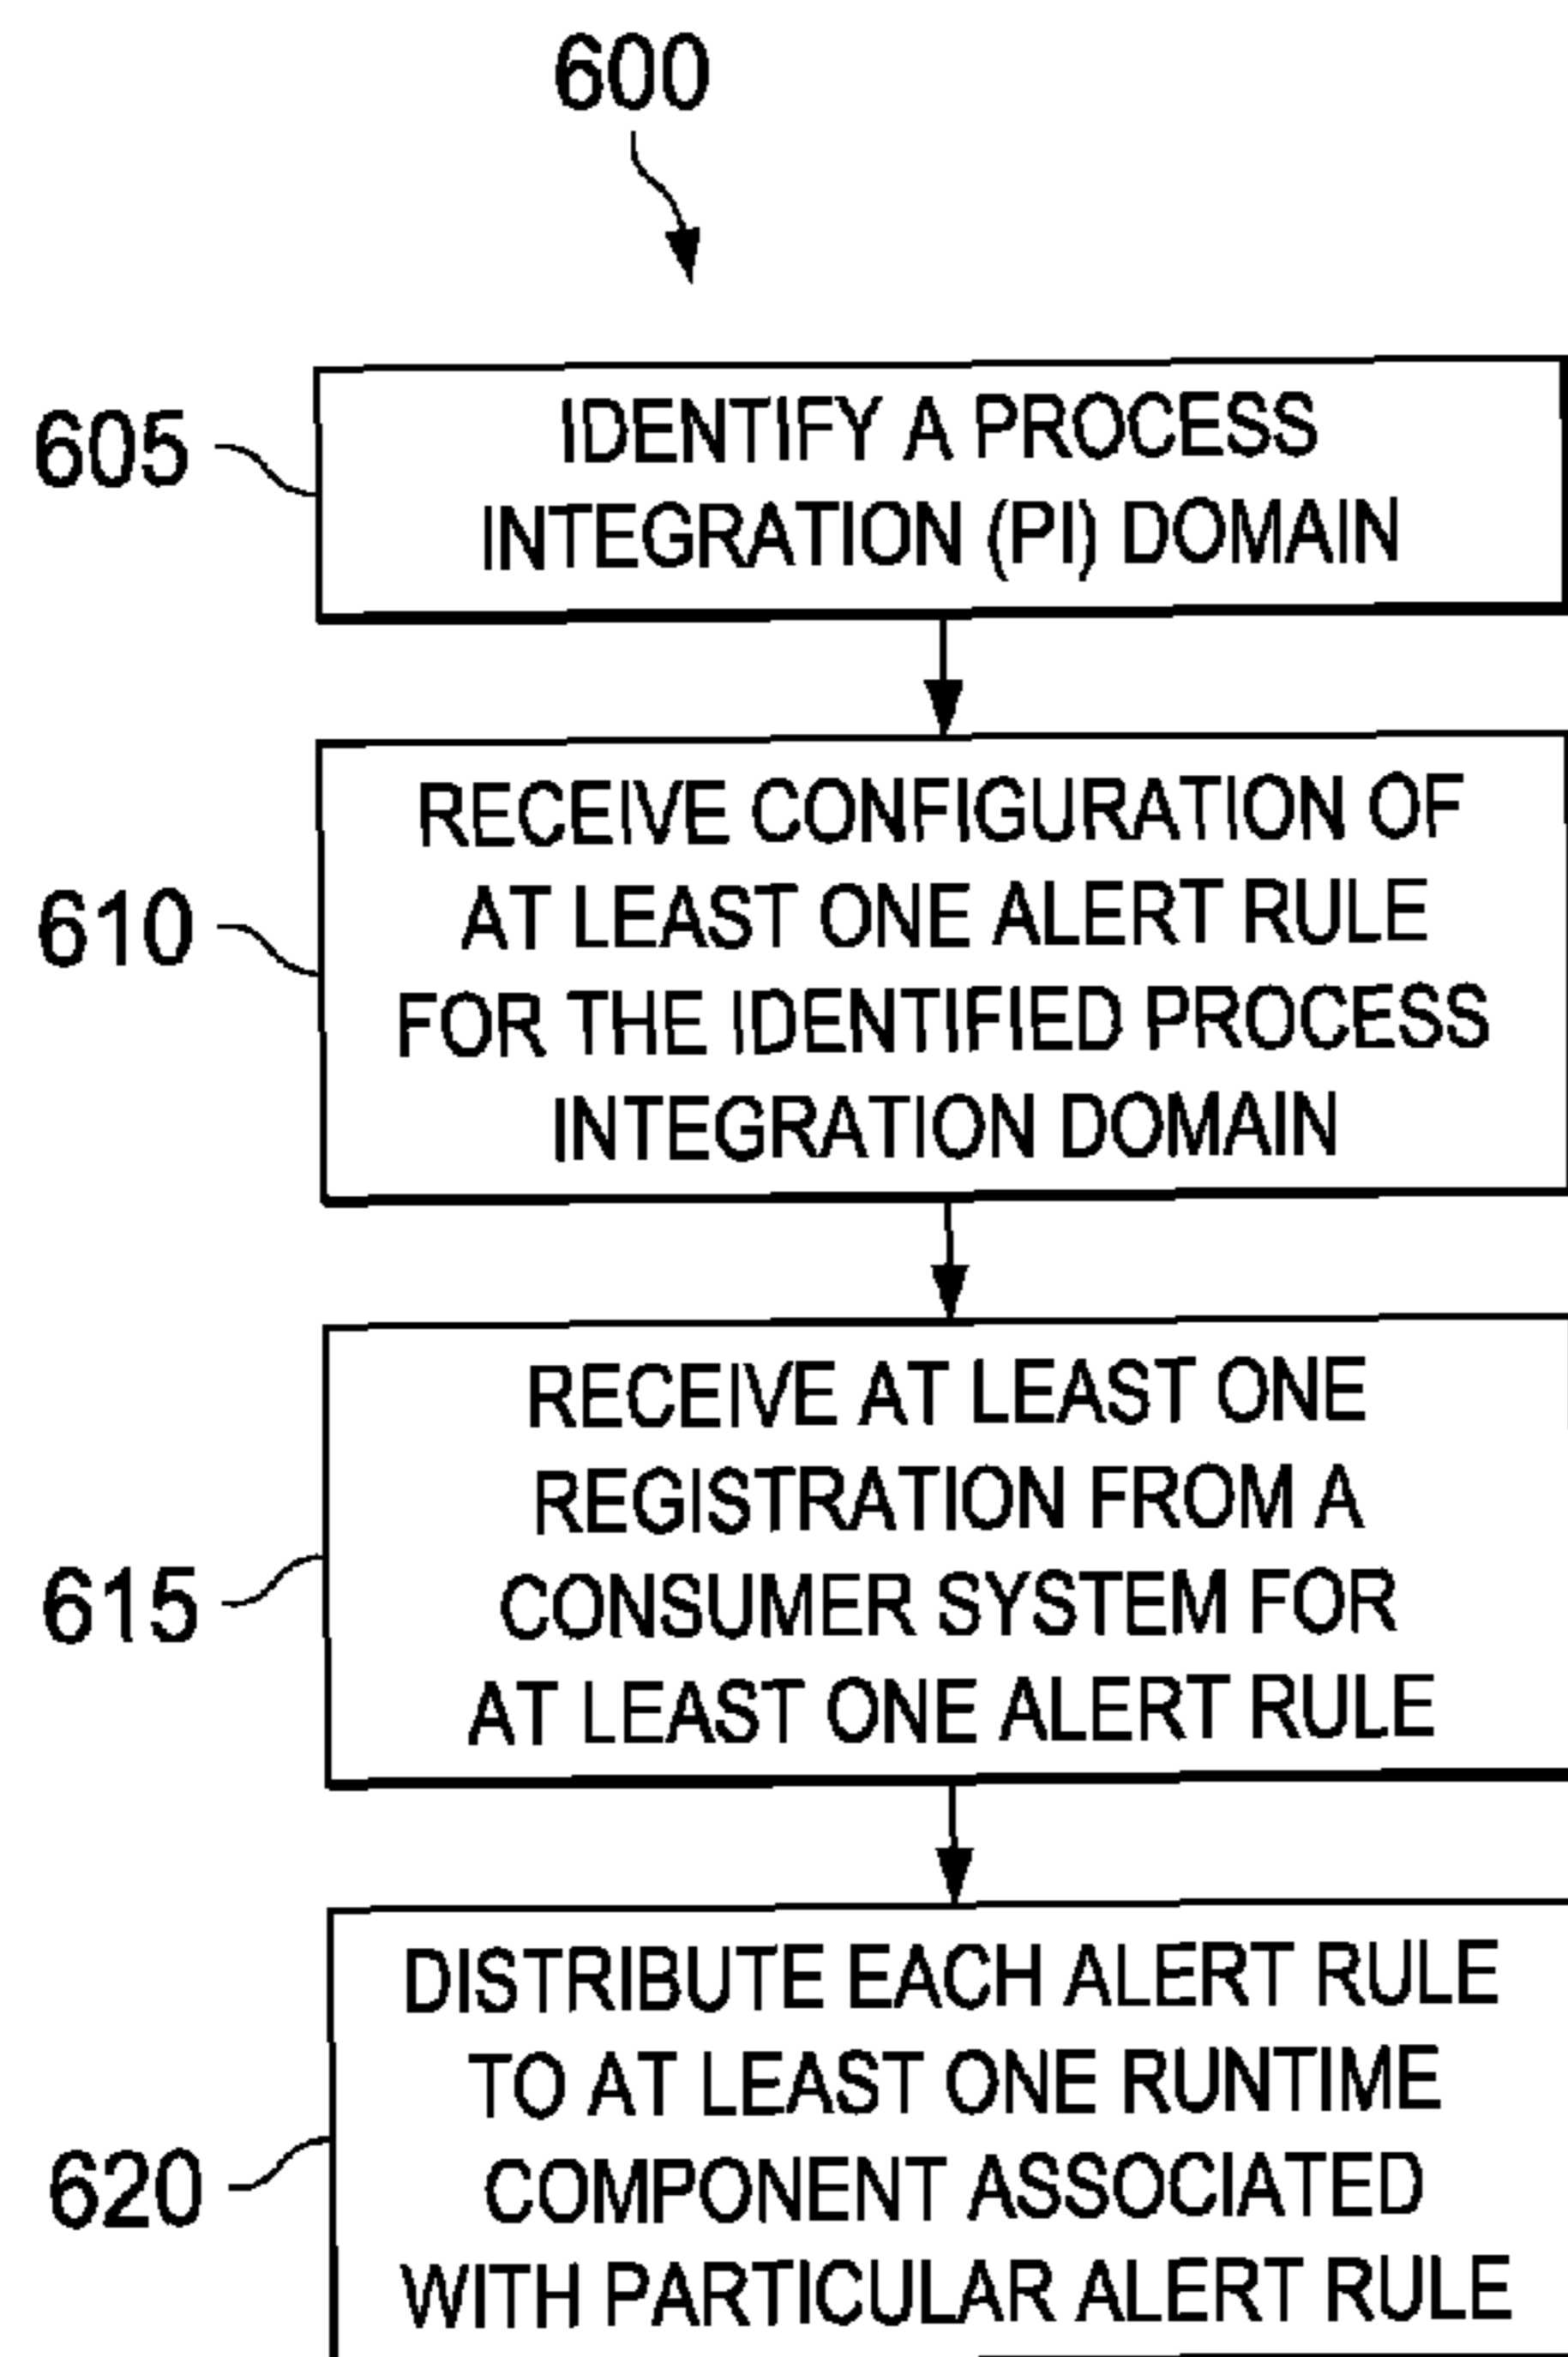 600
605
IDENTIFY A PROCESS
INTEGRATION (PI) DOMAIN
610
RECEIVE CONFIGURATION OF
AT LEAST ONE ALERT RULE
FOR THE IDENTIFIED PROCESS
INTEGRATION DOMAIN
615
RECEIVE AT LEAST ONE
REGISTRATION FROM A
CONSUMER SYSTEM FOR
AT LEAST ONE ALERT RULE
620
DISTRIBUTE EACH ALERT RULE
TO AT LEAST ONE RUNTIME
COMPONENT ASSOCIATED
WITH PARTICULAR ALERT RULE